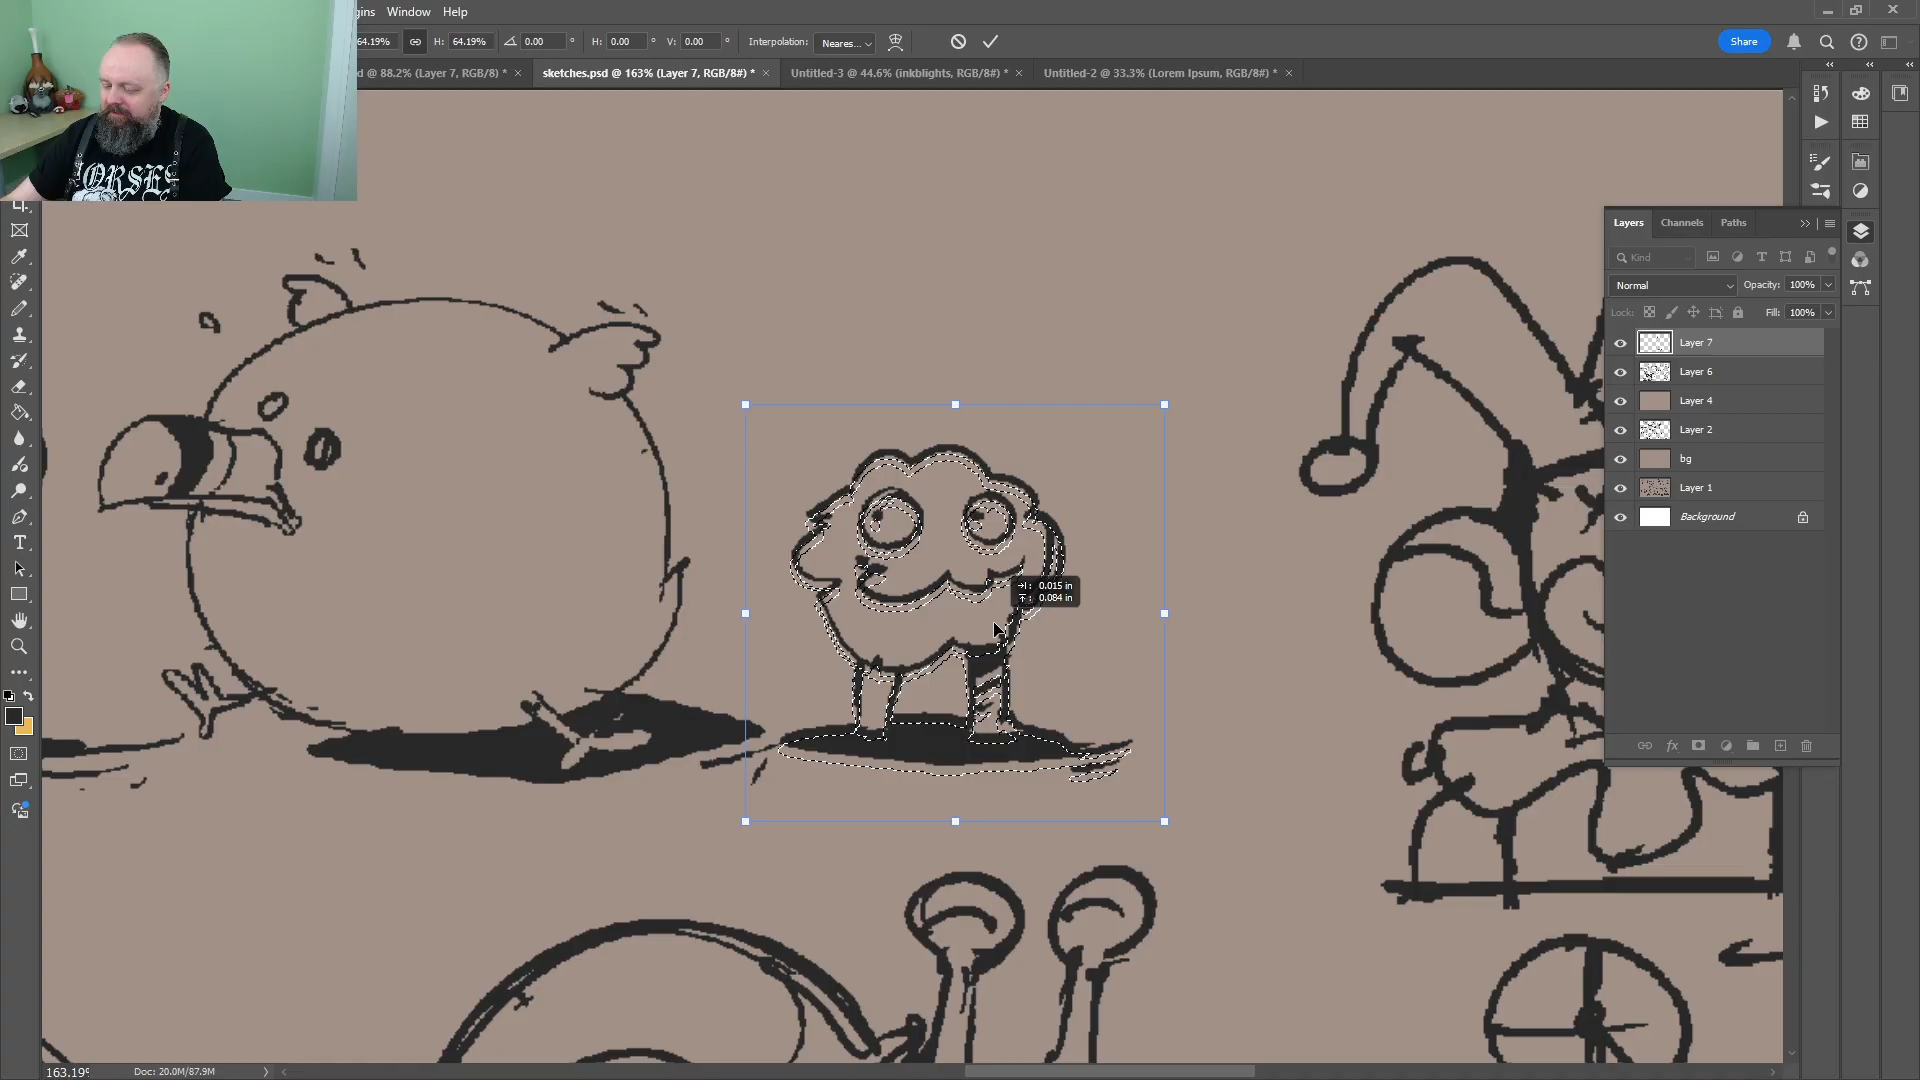 gins Window Help
64.19% H: 64.19% 0.00 ° H: 0.00 ° V: 0.00 ° Interpolation: Neares...
Share
d @ 88.2% (Layer 7, RGB/8) * × sketches.psd @ 163% (Layer 7, RGB/8#) * × Untitled-3 @ 44.6% (inkblights, RGB/8#) * × Untitled-2 @ 33.3% (Lorem Ipsum, RGB/8#) * ×
HORSES
Layers Channels Paths
Kind
Normal Opacity: 100%
Lock: Fill: 100%
Layer 7
Layer 6
Layer 4
Layer 2
bg
Layer 1
Background
: 0.015 in
: 0.084 in
163.19% Doc: 20.0M/87.9M